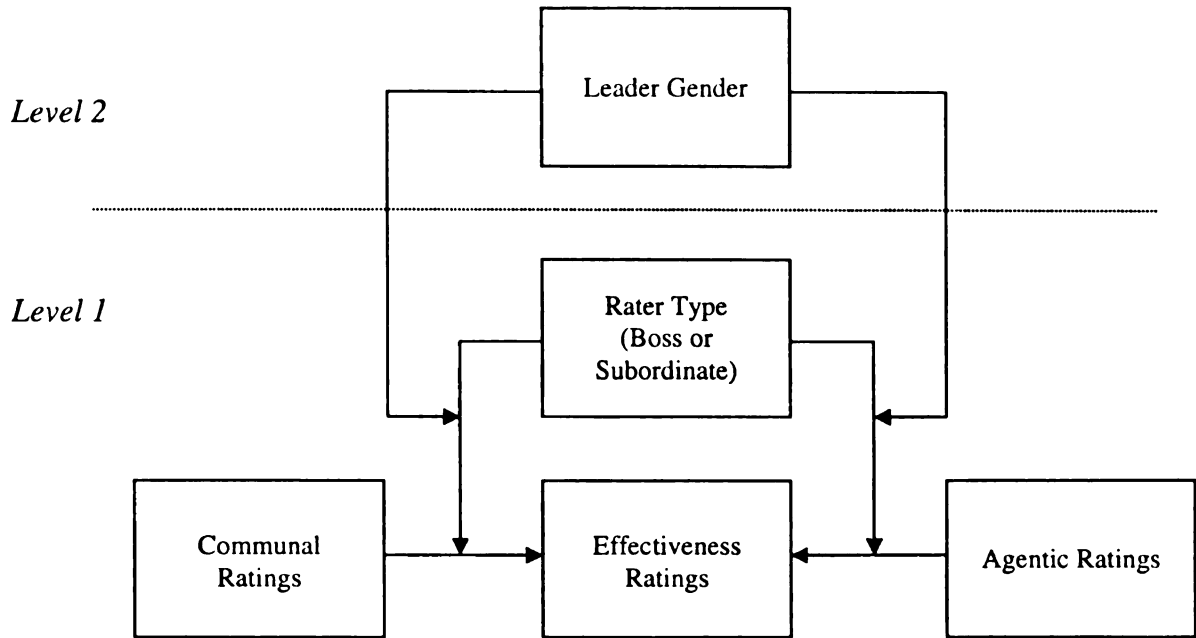 Leader Gender
Level 2
Level 1
Rater Type
(Boss or
Subordinate)
Communal
Ratings
Effectiveness
Ratings
Agentic Ratings